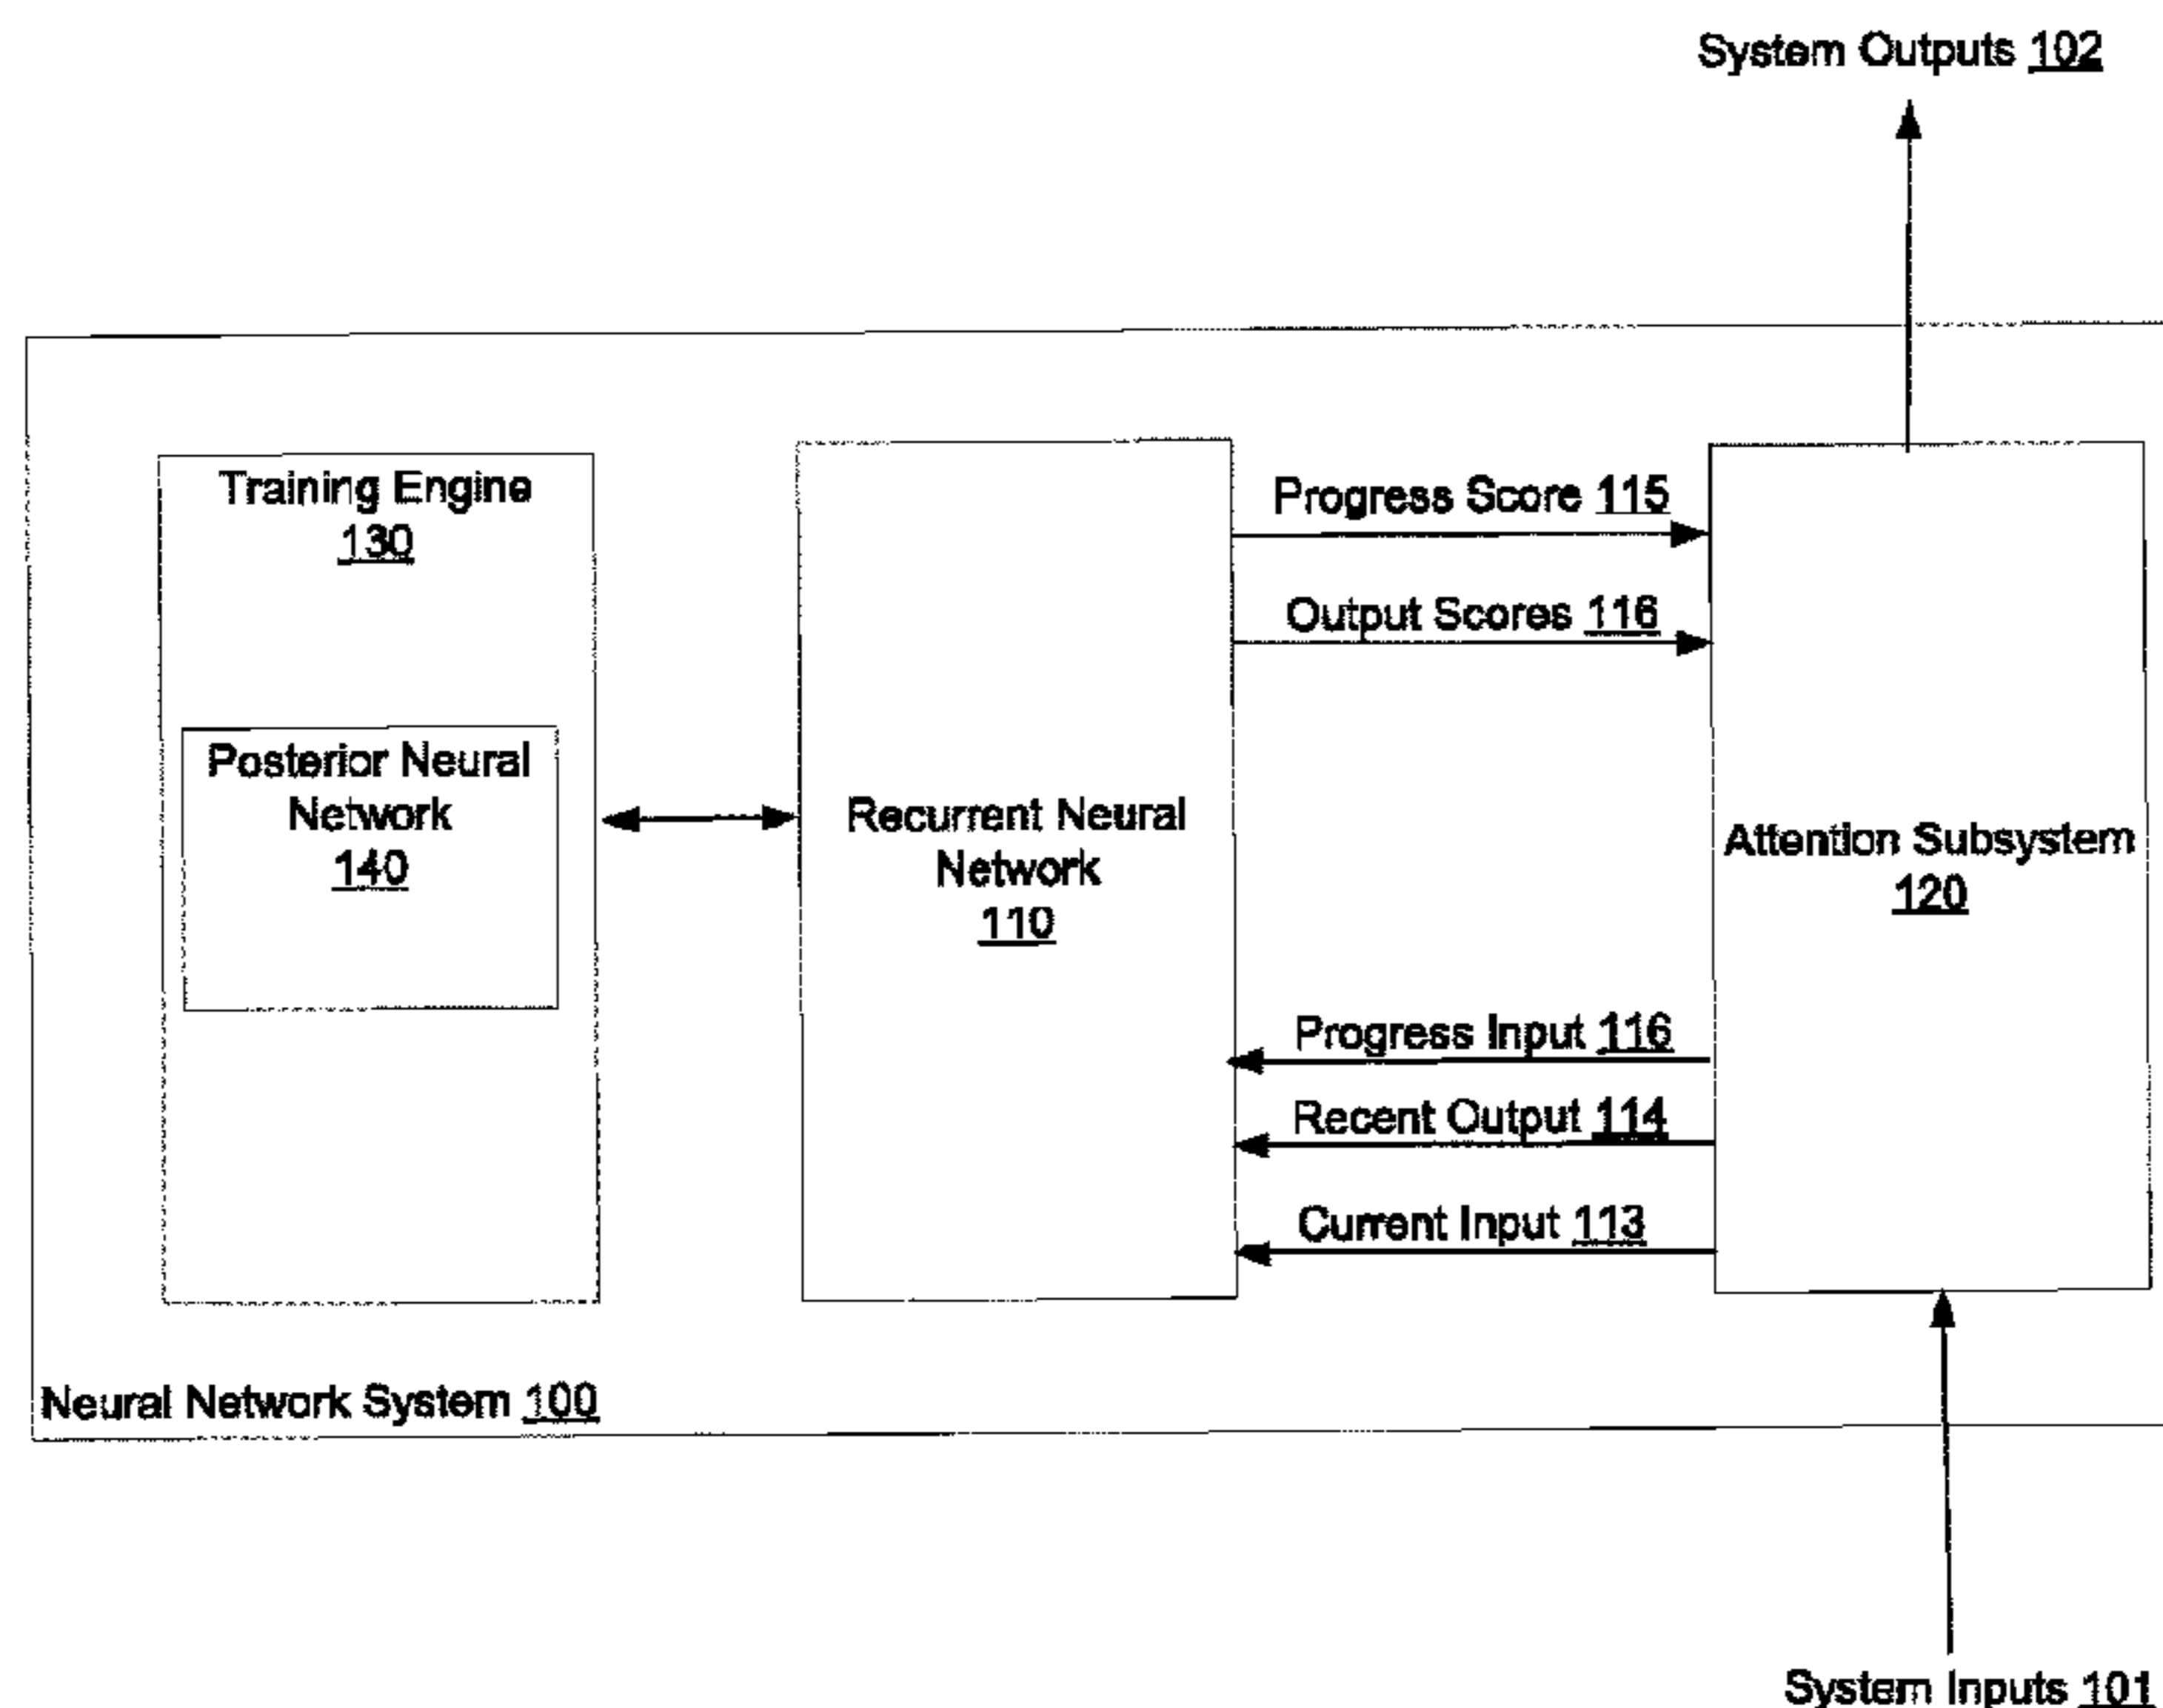 System Outputs 102
Training Engine
130
Posterior Neural
Network
140
Recurrent Neural
Network
110
Progress Score 115
Output Scores 116
Attention Subsystem
120
Progress Input 116
Recent Output 114
Current Input 113
Neural Network System 100
System Inputs 101